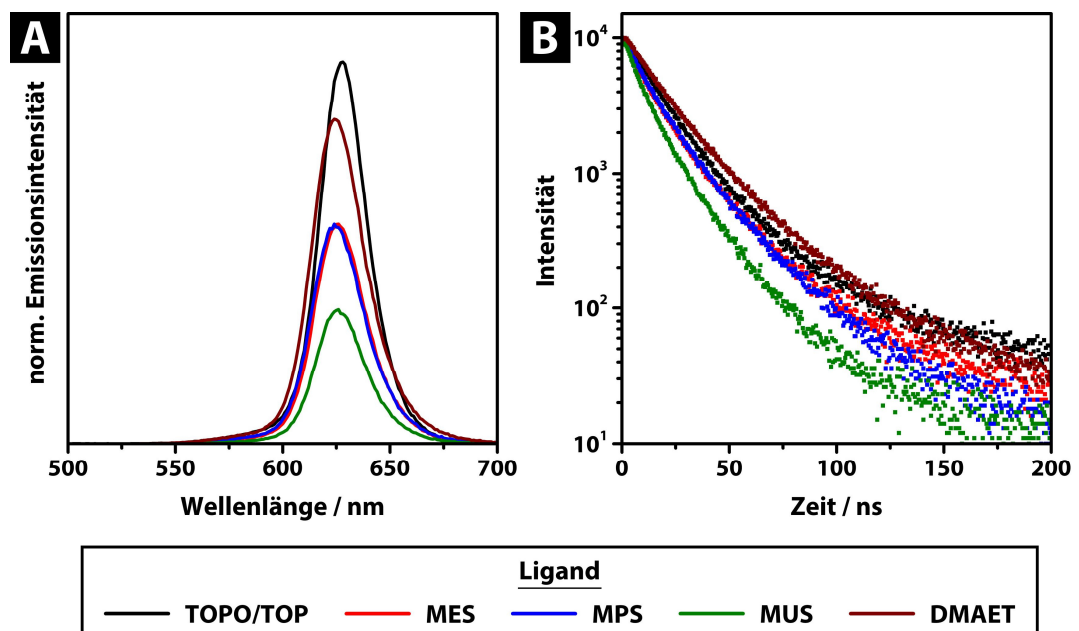 A
B
norm. Emissionsintensität
500 550 600 650 700
Wellenlänge / nm
Intensität
10⁴
10³
10²
10¹
0 50 100 150 200
Zeit / ns
Ligand
TOPO/TOP MES MPS MUS DMAET